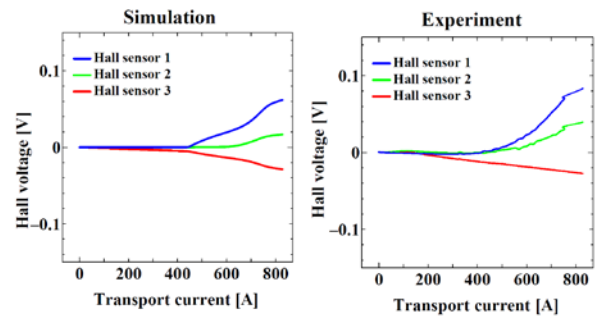 Simulation
Hall voltage [V]
0.1
0
−0.1
Hall sensor 1
Hall sensor 2
Hall sensor 3
0 200 400 600 800
Transport current [A]
Experiment
Hall voltage [V]
0.1
0
−0.1
Hall sensor 1
Hall sensor 2
Hall sensor 3
0 200 400 600 800
Transport current [A]